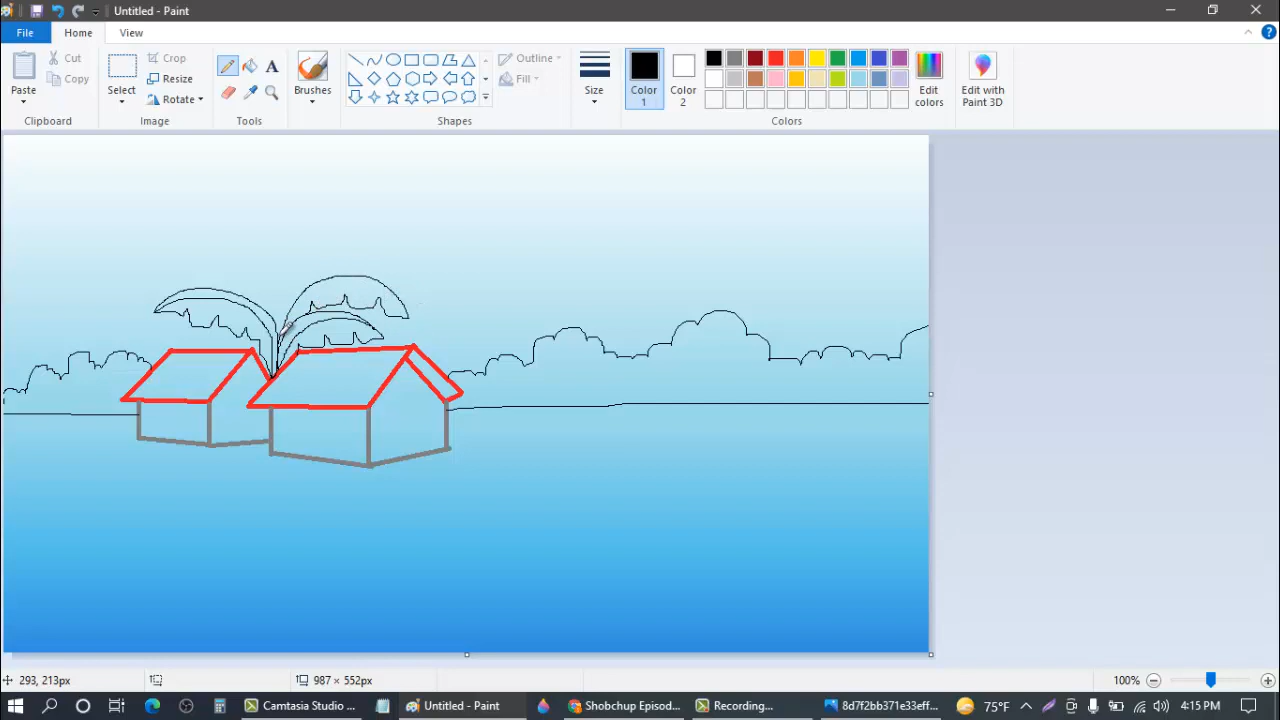 Untitled - Paint
File
Home
View
Paste
Cut
Copy
Clipboard
Select
Crop
Resize
Rotate
Image
A
Tools
Brushes
Outline
Fill
Shapes
Size
Color 1
Color 2
Edit colors
Colors
Edit with Paint 3D
293, 213px
987 × 552px
100%
Camtasia Studio ...
Untitled - Paint
Shobchup Episod...
Recording...
8d7f2bb371e33eff...
75°F
4:15 PM